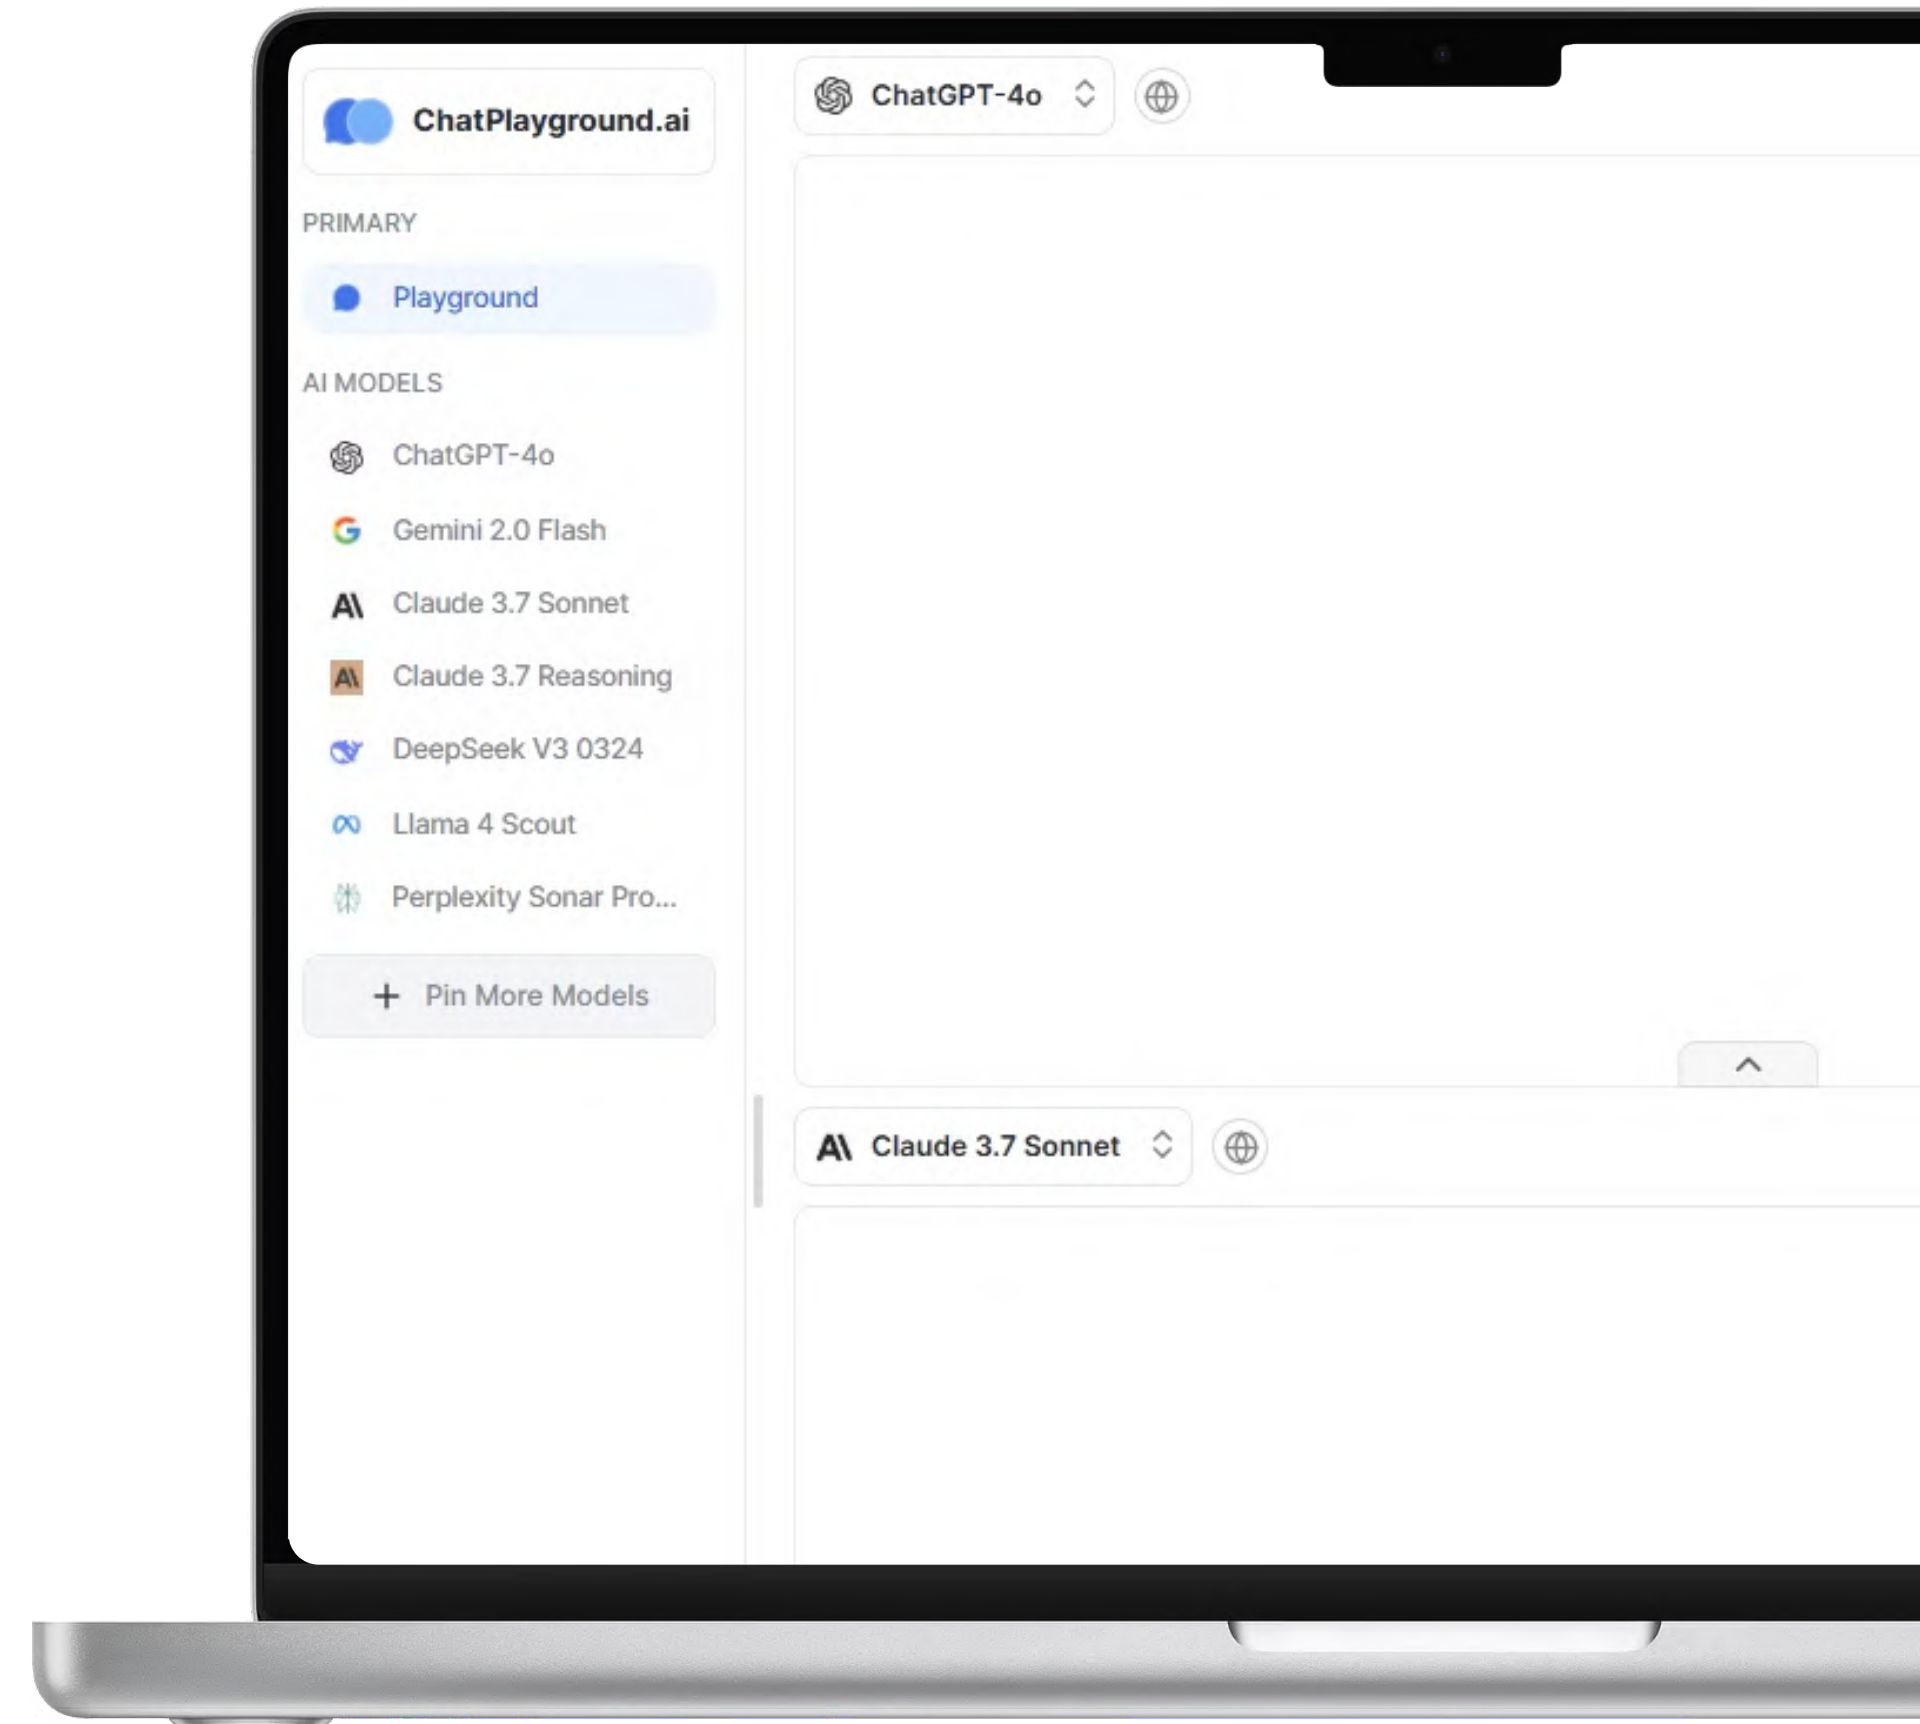 ChatPlayground.ai
PRIMARY
Playground
AI MODELS
ChatGPT-4o
Gemini 2.0 Flash
Claude 3.7 Sonnet
Claude 3.7 Reasoning
DeepSeek V3 0324
Llama 4 Scout
Perplexity Sonar Pro...
Pin More Models
ChatGPT-4o
Claude 3.7 Sonnet